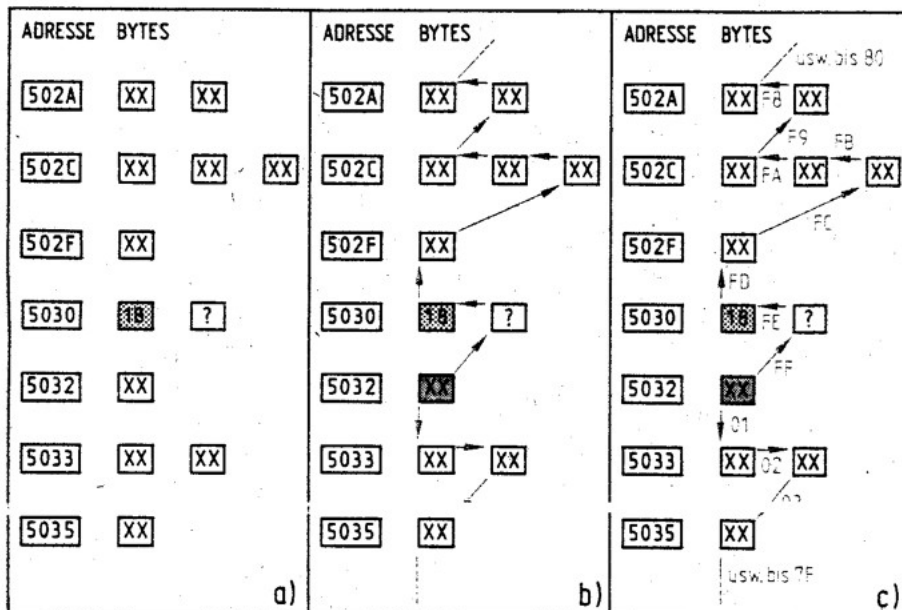 ADRESSE BYTES
502A XX XX
502C XX XX XX
502F XX
5030 18 ?
5032 XX
5033 XX XX
5035 XX
a)
ADRESSE BYTES
502A XX XX
502C XX XX XX
502F XX
5030 18 ?
5032 XX
5033 XX XX
5035 XX
b)
ADRESSE BYTES
usw. bis 80
502A XX F8 XX
F9 FB
502C XX FA XX XX
FC
502F XX
FD
5030 18 FE ?
FF
5032 XX
01
5033 XX 02 XX
5035 XX
usw. bis 7F
c)